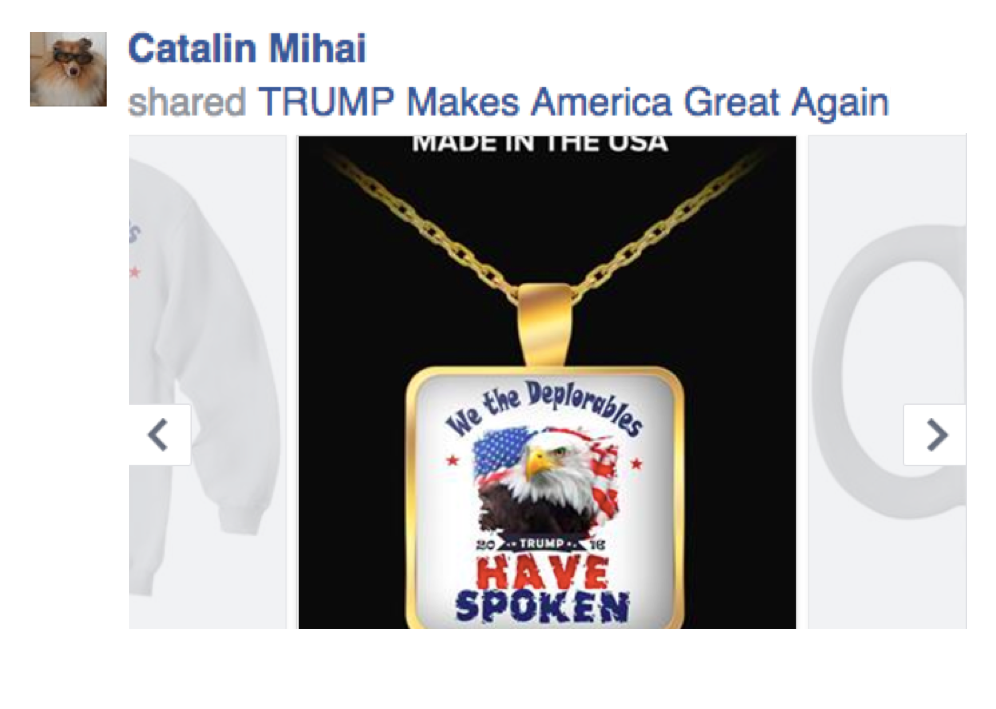 Catalin Mihai
shared TRUMP Makes America Great Again
MADE IN THE USA
We the Deplorables
20 TRUMP 16
HAVE
SPOKEN